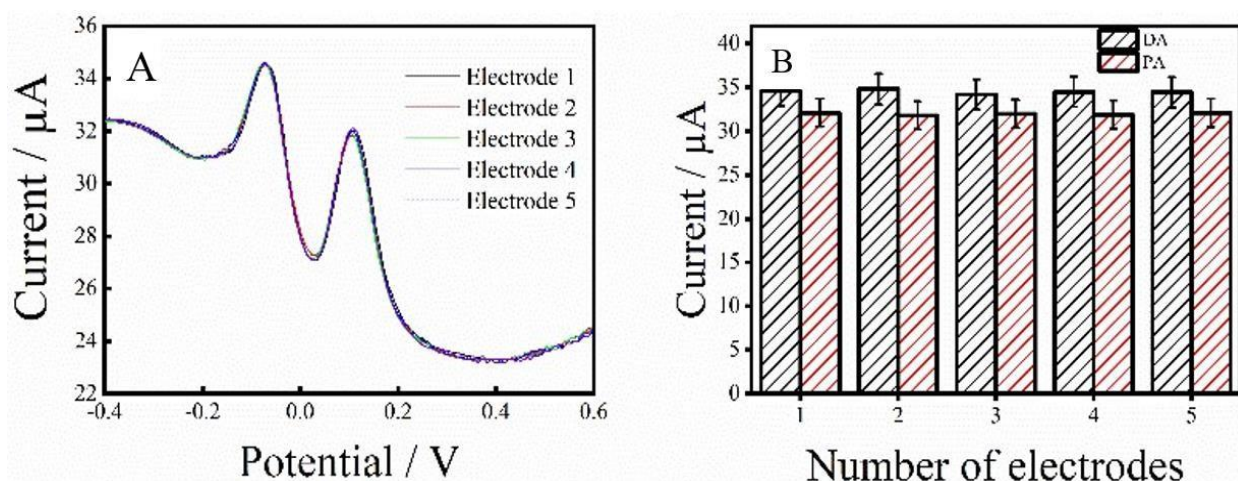 A
Current / μA
36
34
32
30
28
26
24
22
-0.4
-0.2
0.0
0.2
0.4
0.6
Potential / V
Electrode 1
Electrode 2
Electrode 3
Electrode 4
Electrode 5
B
Current / μA
40
35
30
25
20
15
10
5
0
1
2
3
4
5
Number of electrodes
DA
PA